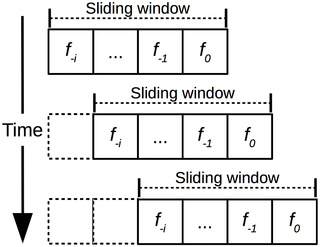 Sliding window
f-i ... f-1 f0
Sliding window
Time
f-i ... f-1 f0
Sliding window
f-i ... f-1 f0